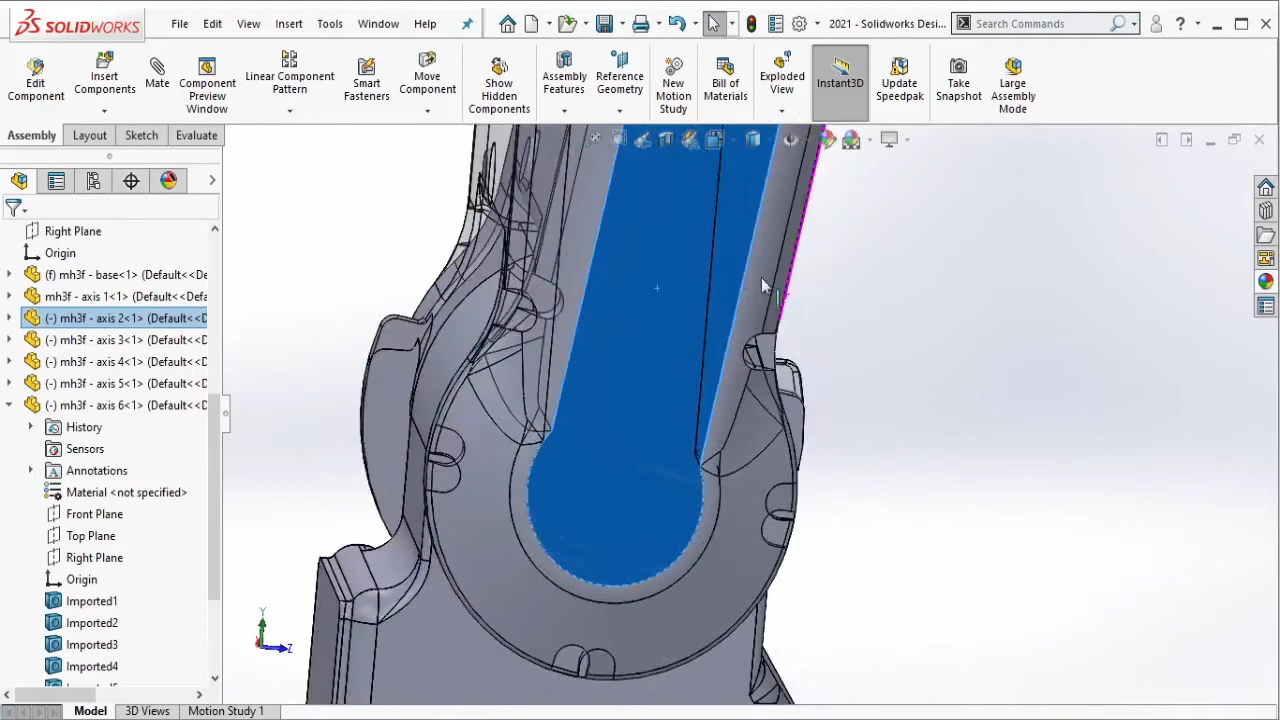 SOLIDWORKS
File Edit View Insert Tools Window Help
2021 - Solidworks Desi...
Search Commands
?
Edit Component
Insert Components
Mate
Component Preview Window
Linear Component Pattern
Smart Fasteners
Move Component
Show Hidden Components
Assembly Features
Reference Geometry
New Motion Study
Bill of Materials
Exploded View
Instant3D
Update Speedpak
Take Snapshot
Large Assembly Mode
Assembly Layout Sketch Evaluate
Right Plane
Origin
(f) mh3f - base<1> (Default<<De
mh3f - axis 1<1> (Default<<Defa
(-) mh3f - axis 2<1> (Default<<D
(-) mh3f - axis 3<1> (Default<<D
(-) mh3f - axis 4<1> (Default<<D
(-) mh3f - axis 5<1> (Default<<D
(-) mh3f - axis 6<1> (Default<<D
History
Sensors
Annotations
Material <not specified>
Front Plane
Top Plane
Right Plane
Origin
Imported1
Imported2
Imported3
Imported4
Y
Z
Model 3D Views Motion Study 1